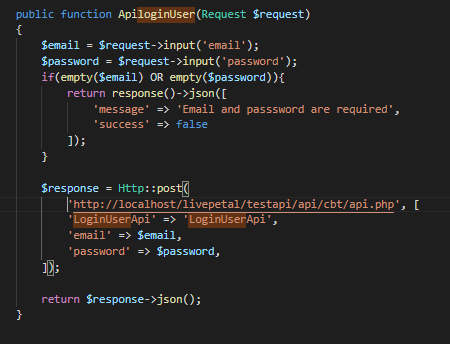 public function ApiloginUser(Request $request)
{
$email = $request->input('email');
$password = $request->input('password');
if(empty($email) OR empty($password)){
return response()->json([
'message' => 'Email and passsword are required',
'success' => false
]);
}
$response = Http::post(
'http://localhost/livepetal/testapi/api/cbt/api.php', [
'LoginUserApi' => 'LoginUserApi',
'email' => $email,
'password' => $password,
]);
return $response->json();
}